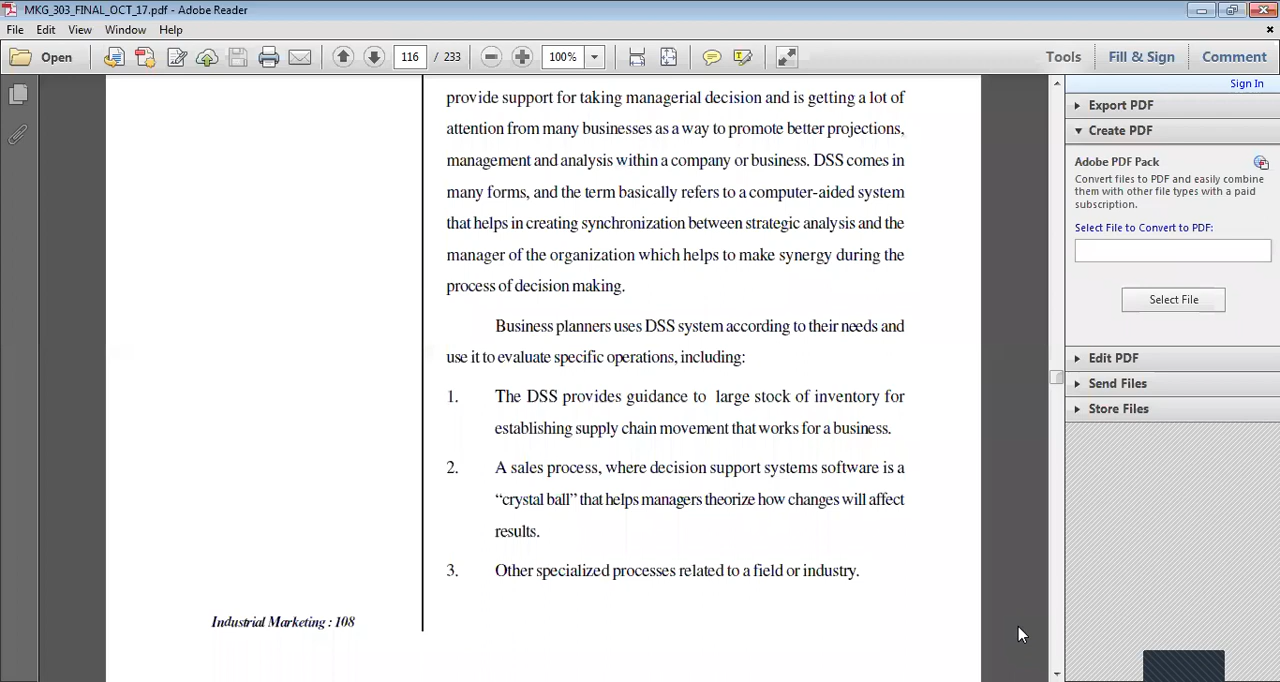 MKG_303_FINAL_OCT_17.pdf - Adobe Reader
File Edit View Window Help
Open 116 / 233 100% Tools Fill & Sign Comment
Sign In
Export PDF
Create PDF
Adobe PDF Pack
Convert files to PDF and easily combine
them with other file types with a paid
subscription.
Select File to Convert to PDF:
Select File
Edit PDF
Send Files
Store Files
provide support for taking managerial decision and is getting a lot of
attention from many businesses as a way to promote better projections,
management and analysis within a company or business. DSS comes in
many forms, and the term basically refers to a computer-aided system
that helps in creating synchronization between strategic analysis and the
manager of the organization which helps to make synergy during the
process of decision making.
Business planners uses DSS system according to their needs and
use it to evaluate specific operations, including:
1. The DSS provides guidance to large stock of inventory for
establishing supply chain movement that works for a business.
2. A sales process, where decision support systems software is a
“crystal ball” that helps managers theorize how changes will affect
results.
3. Other specialized processes related to a field or industry.
Industrial Marketing : 108